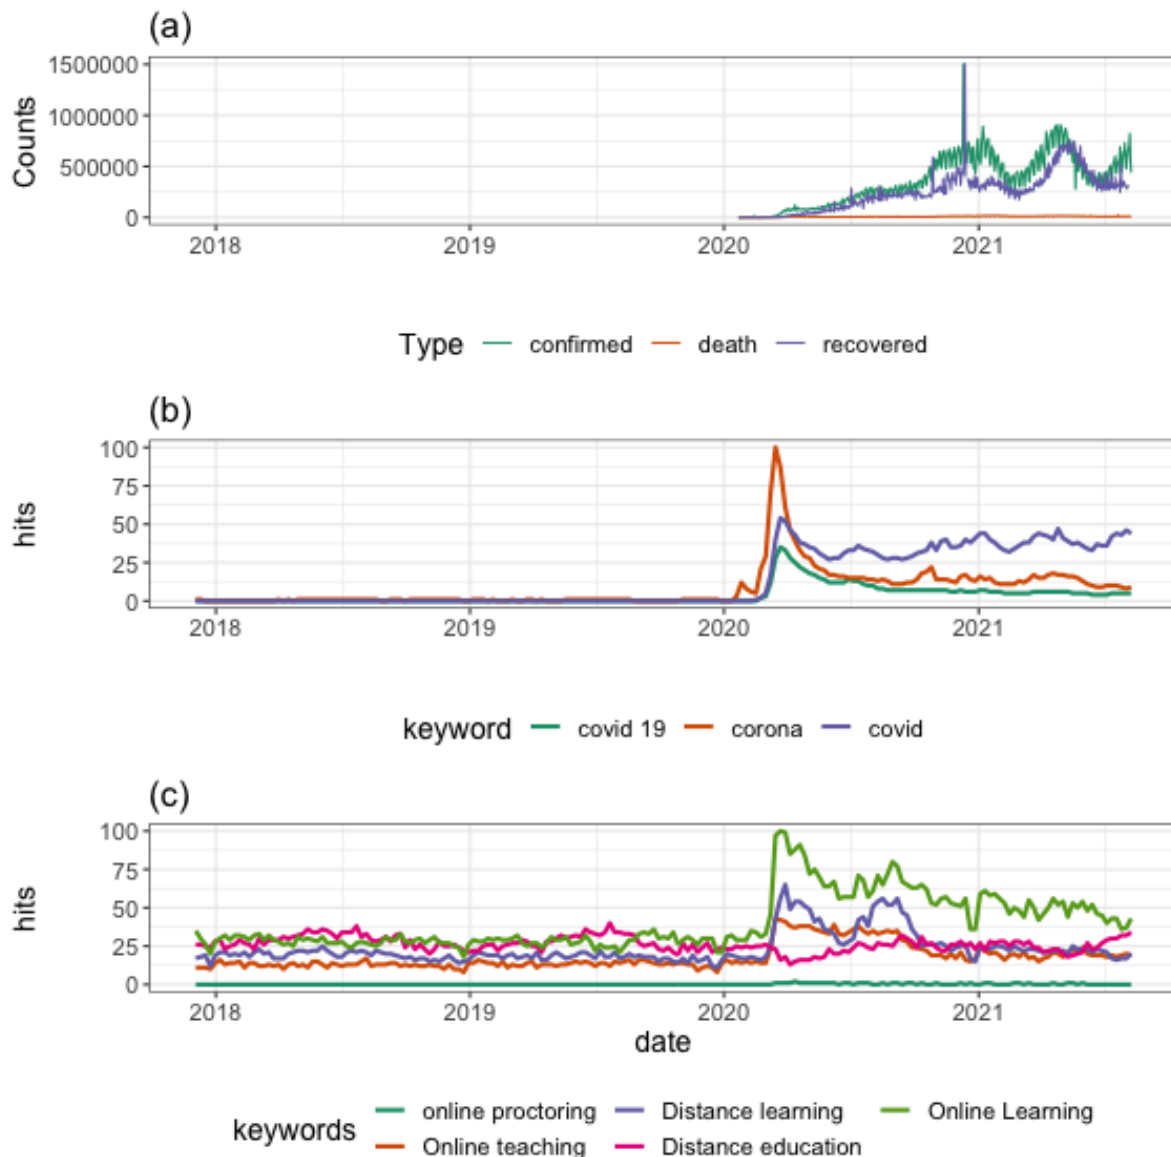 (a)
1500000
1000000
500000
0
Counts
2018 2019 2020 2021
Type confirmed death recovered
(b)
100
75
50
25
0
hits
2018 2019 2020 2021
keyword covid 19 corona covid
(c)
100
75
50
25
0
hits
2018 2019 2020 2021
date
keywords
online proctoring Distance learning Online Learning
Online teaching Distance education